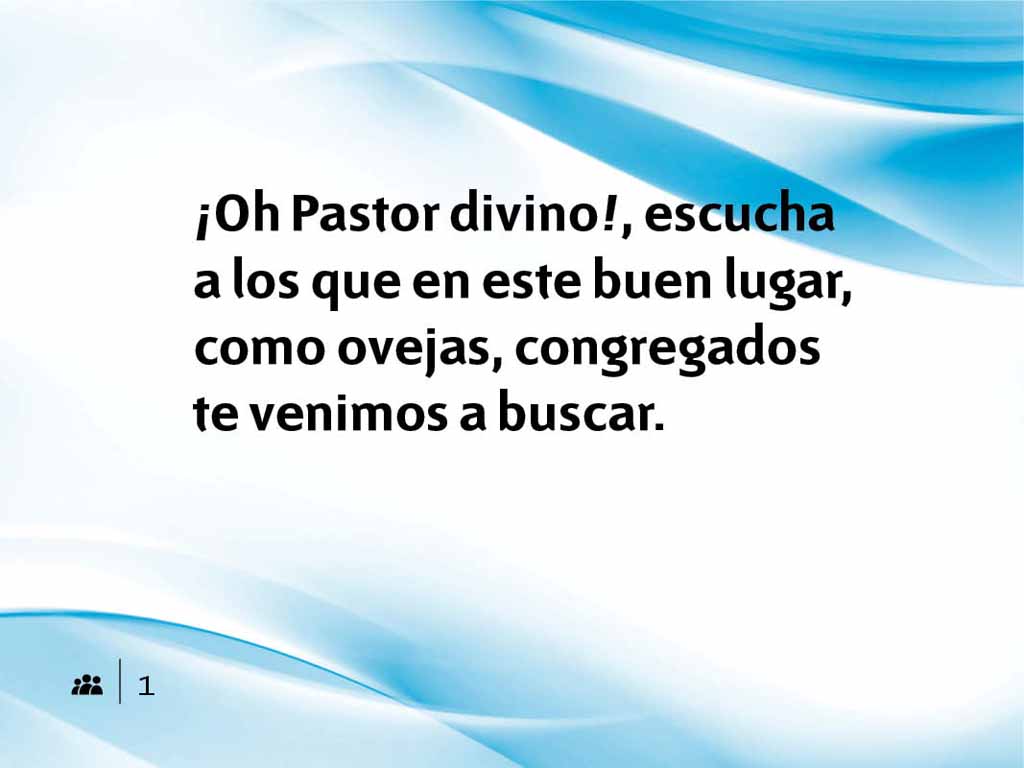 ¡Oh Pastor divino!, escucha
a los que en este buen lugar,
como ovejas, congregados
te venimos a buscar.
1